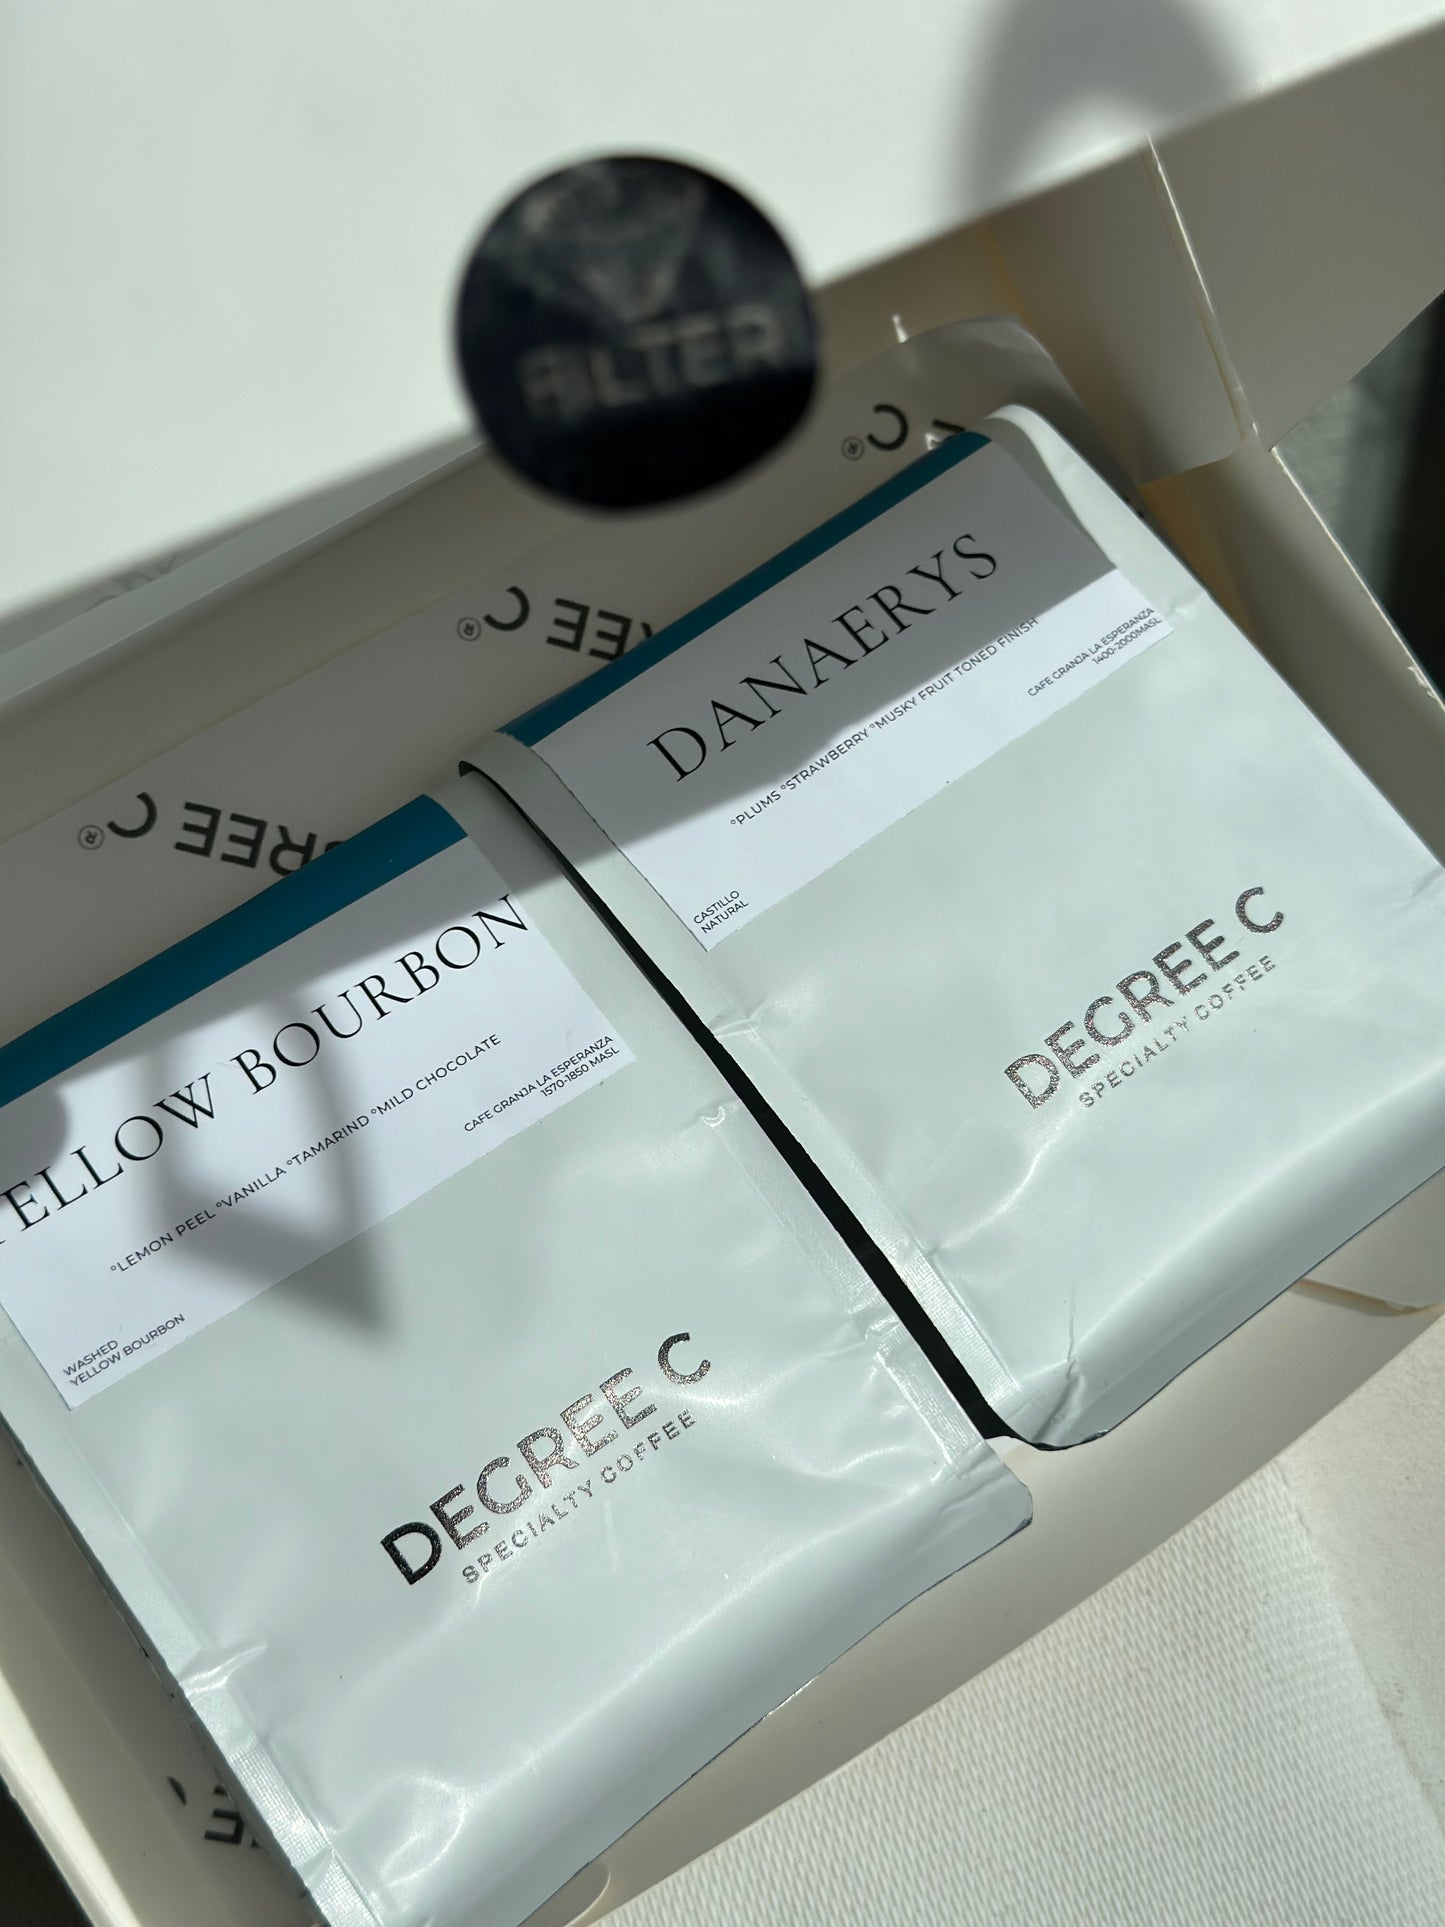 FILTER
C®
EE C®
REE C®
DANAERYS
°PLUMS °STRAWBERRY °MUSKY FRUIT TONED FINISH
CAFE GRANJA LA ESPERANZA
1400-2000MASL
CASTILLO
NATURAL
DEGREE C
SPECIALTY COFFEE
YELLOW BOURBON
°LEMON PEEL °VANILLA °TAMARIND °MILD CHOCOLATE
CAFE GRANJA LA ESPERANZA
1570-1850 MASL
WASHED
YELLOW BOURBON
DEGREE C
SPECIALTY COFFEE